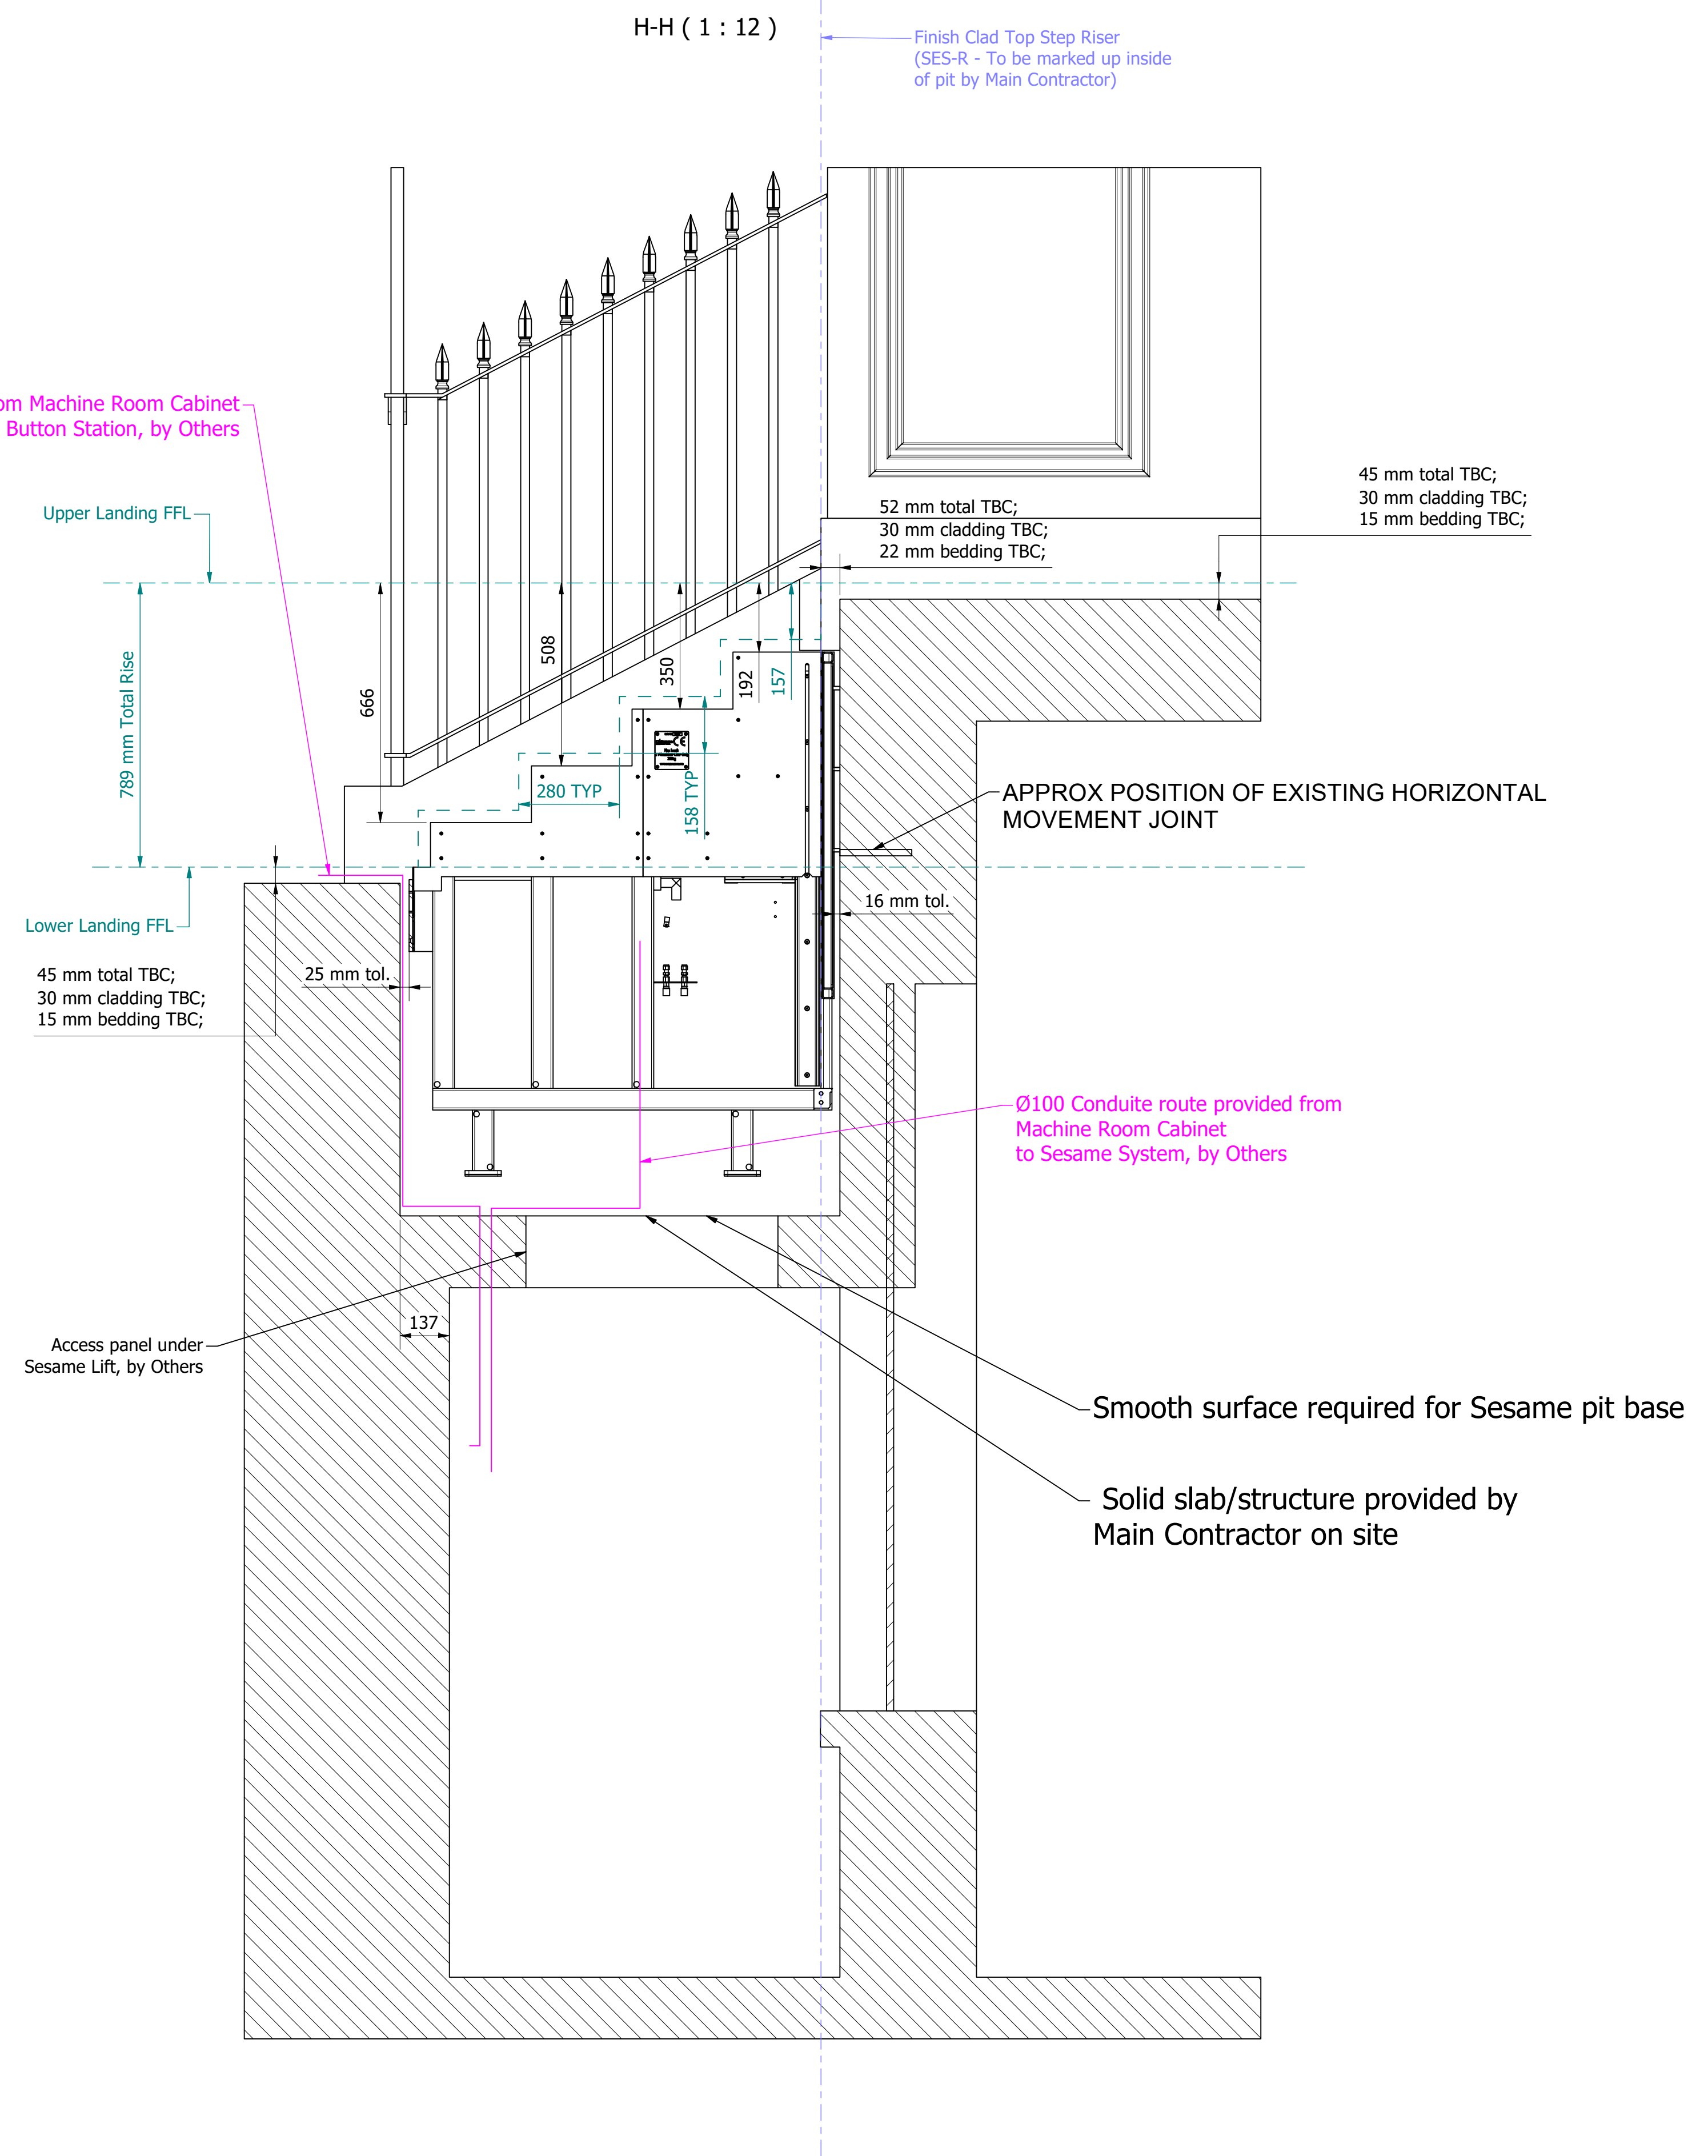 H-H ( 1 : 12 )
Finish Clad Top Step Riser
(SES-R - To be marked up inside
of pit by Main Contractor)
Machine Room Cabinet
Button Station, by Others
45 mm total TBC;
30 mm cladding TBC;
15 mm bedding TBC;
52 mm total TBC;
30 mm cladding TBC;
22 mm bedding TBC;
Upper Landing FFL
789 mm Total Rise
666
508
350
192
157
280 TYP
158 TYP
APPROX POSITION OF EXISTING HORIZONTAL
MOVEMENT JOINT
16 mm tol.
Lower Landing FFL
45 mm total TBC;
30 mm cladding TBC;
15 mm bedding TBC;
25 mm tol.
Ø100 Conduite route provided from
Machine Room Cabinet
to Sesame System, by Others
137
Access panel under
Sesame Lift, by Others
Smooth surface required for Sesame pit base
Solid slab/structure provided by
Main Contractor on site